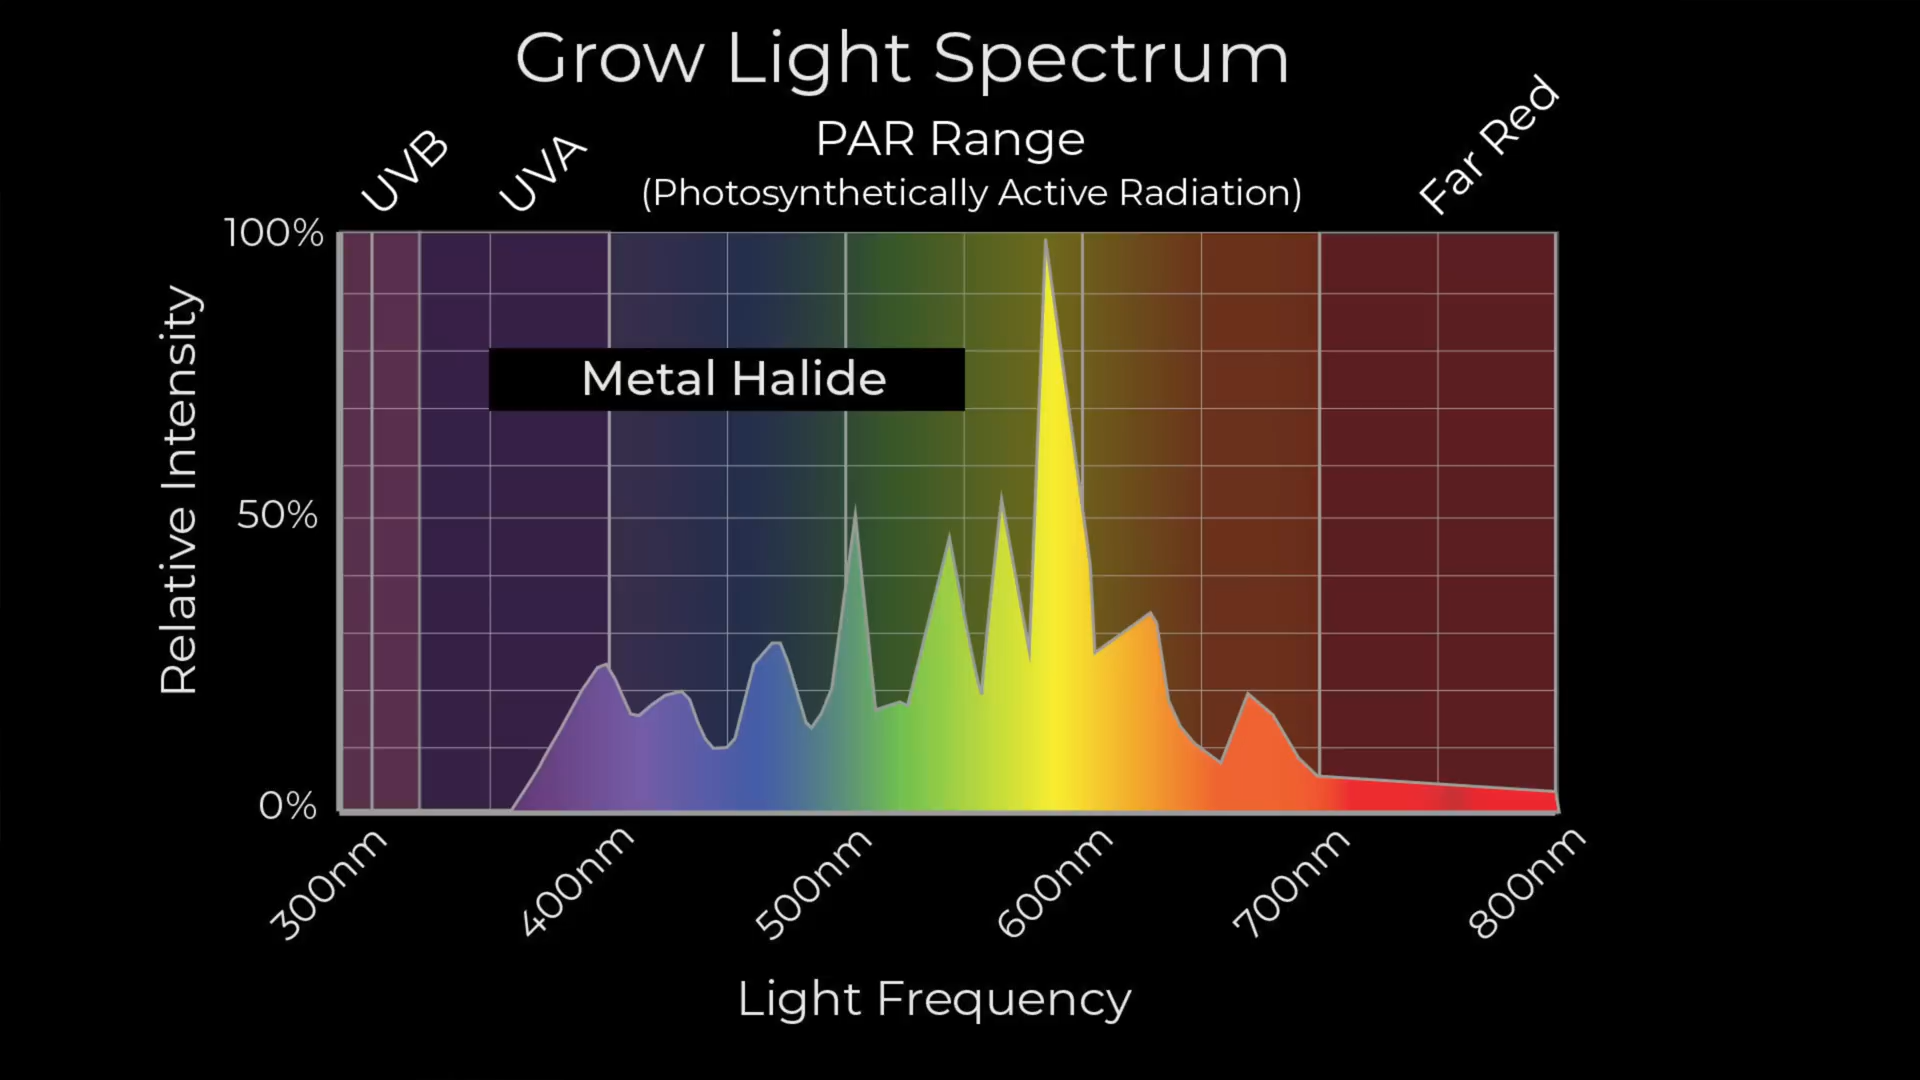 Grow Light Spectrum
UVB
UVA
PAR Range
(Photosynthetically Active Radiation)
Far Red
100%
Metal Halide
Relative Intensity
50%
0%
300nm
400nm
500nm
600nm
700nm
800nm
Light Frequency